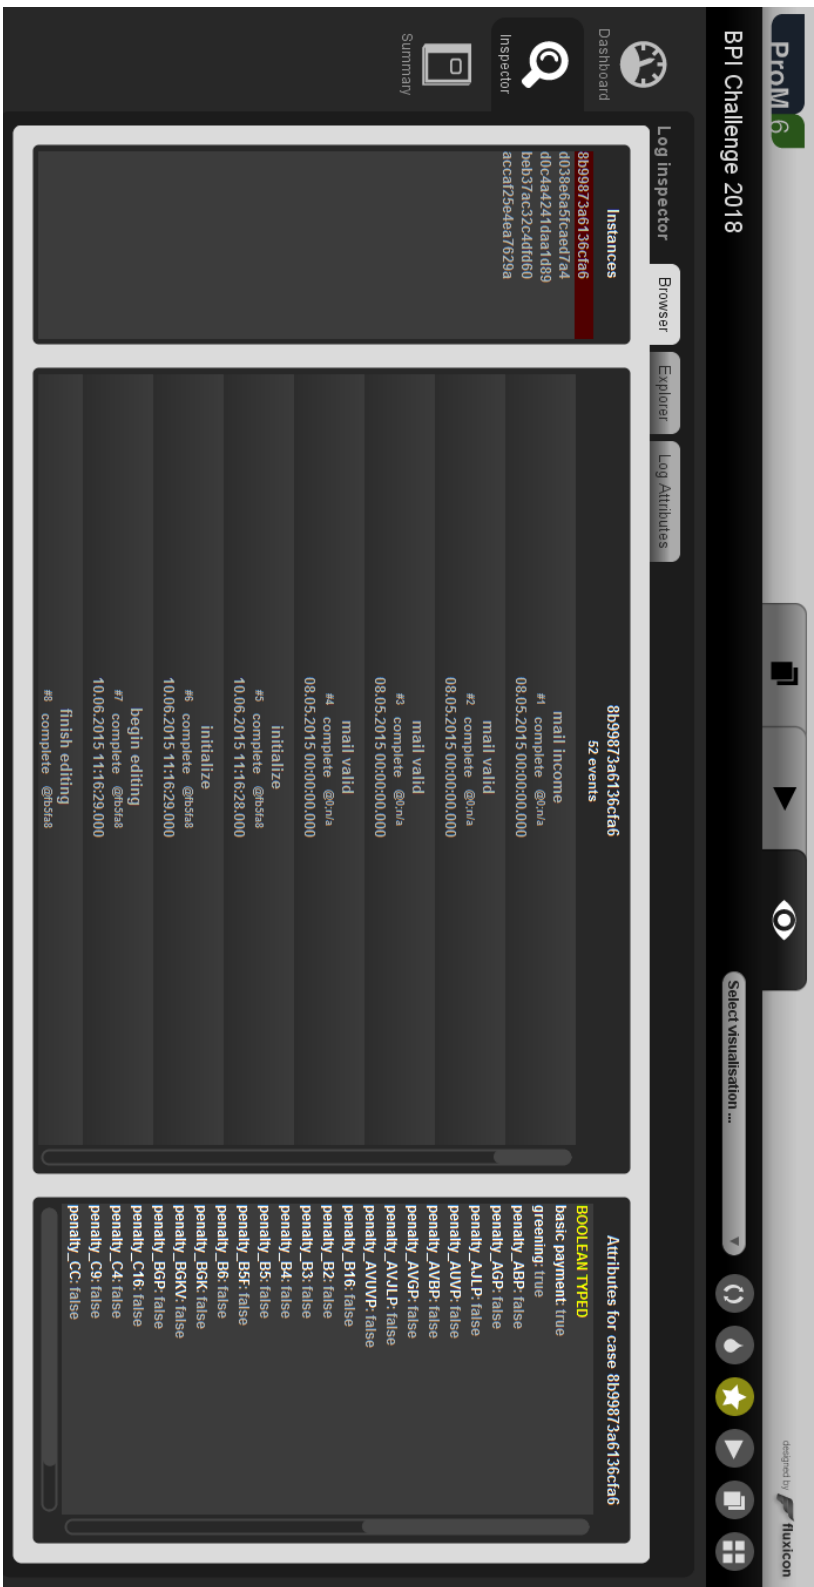 ProM 6
designed by fluxicon
BPI Challenge 2018
Select visualisation ...
Dashboard
Inspector
Summary
Log inspector
Browser
Explorer
Log Attributes
Instances
8b99873a6136cfa6
d038e6a5fcaed7a4
d0c4a4241daa1d89
beb37ac32c4dfd60
accaf25e4ea7629a
8b99873a6136cfa6
52 events
mail income
#1 complete @0;n/a
08.05.2015 00:00:00.000
mail valid
#2 complete @0;n/a
08.05.2015 00:00:00.000
mail valid
#3 complete @0;n/a
08.05.2015 00:00:00.000
mail valid
#4 complete @0;n/a
08.05.2015 00:00:00.000
initialize
#5 complete @fb5fa8
10.06.2015 11:16:28.000
initialize
#6 complete @fb5fa8
10.06.2015 11:16:29.000
begin editing
#7 complete @fb5fa8
10.06.2015 11:16:29.000
finish editing
#8 complete @fb5fa8
Attributes for case 8b99873a6136cfa6
BOOLEAN TYPED
basic payment: true
greening: true
penalty_ABP: false
penalty_AGP: false
penalty_AJLP: false
penalty_AUVP: false
penalty_AVBP: false
penalty_AVGP: false
penalty_AVJLP: false
penalty_AVUVP: false
penalty_B16: false
penalty_B2: false
penalty_B3: false
penalty_B4: false
penalty_B5: false
penalty_B5F: false
penalty_B6: false
penalty_BGK: false
penalty_BGKV: false
penalty_BGP: false
penalty_C16: false
penalty_C4: false
penalty_C9: false
penalty_CC: false